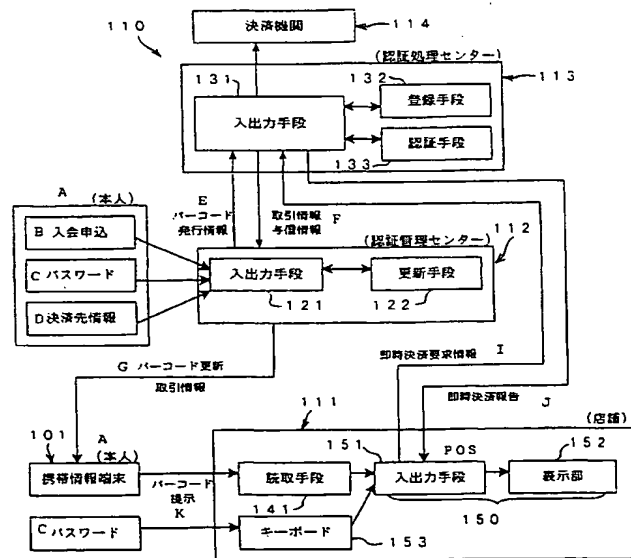 110
決済機関
114
(認証処理センター)
131
132
113
入出力手段
登録手段
認証手段
133
A
(本人)
E
バーコード
発行情報
取引情報
与信情報
F
B 入会申込
(認証管理センター)
112
C パスワード
入出力手段
更新手段
121
122
D 決済先情報
即時決済要求情報
I
G バーコード更新
取引情報
即時決済報告
J
111
(店舗)
101
A
(本人)
151
POS
152
携帯情報端末
バーコード
提示
K
読取手段
入出力手段
表示部
141
150
C パスワード
キーボード
153